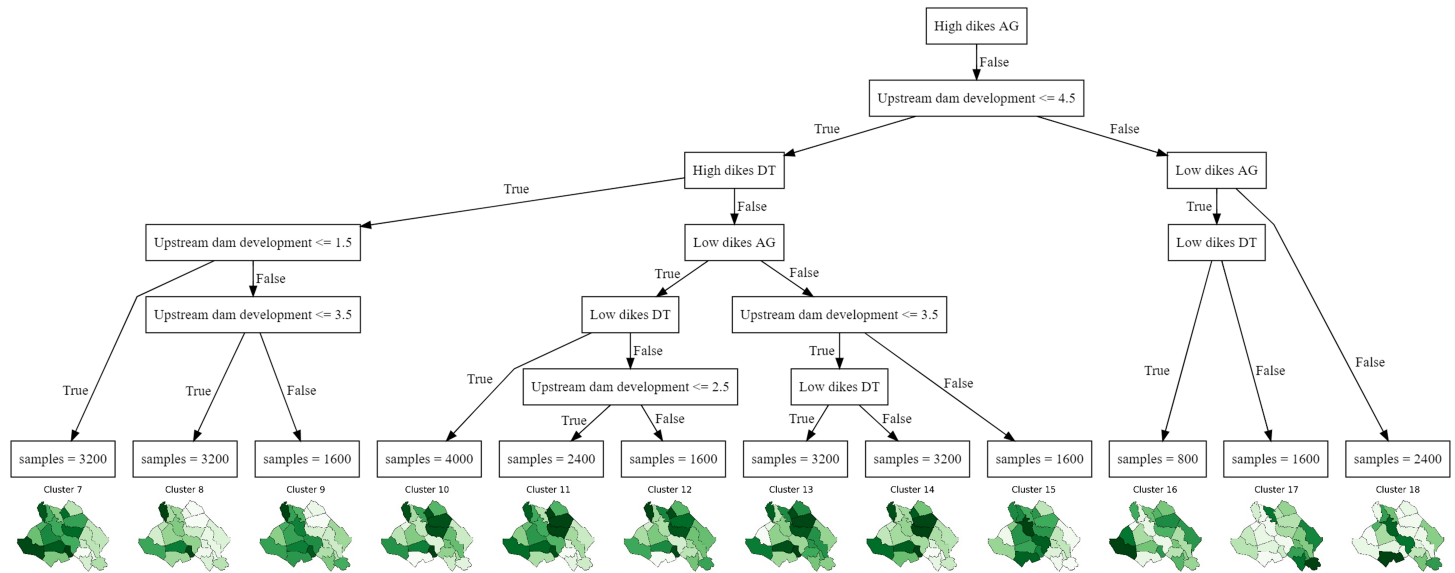 High dikes AG
False
Upstream dam development <= 4.5
True
False
High dikes DT
Low dikes AG
True
False
True
Upstream dam development <= 1.5
Low dikes AG
Low dikes DT
False
True
False
Upstream dam development <= 3.5
Low dikes DT
Upstream dam development <= 3.5
False
True
True
Upstream dam development <= 2.5
Low dikes DT
True
True
False
True
False
True
False
False
True
False
True
False
samples = 3200
samples = 3200
samples = 1600
samples = 4000
samples = 2400
samples = 1600
samples = 3200
samples = 3200
samples = 1600
samples = 800
samples = 1600
samples = 2400
Cluster 7
Cluster 8
Cluster 9
Cluster 10
Cluster 11
Cluster 12
Cluster 13
Cluster 14
Cluster 15
Cluster 16
Cluster 17
Cluster 18